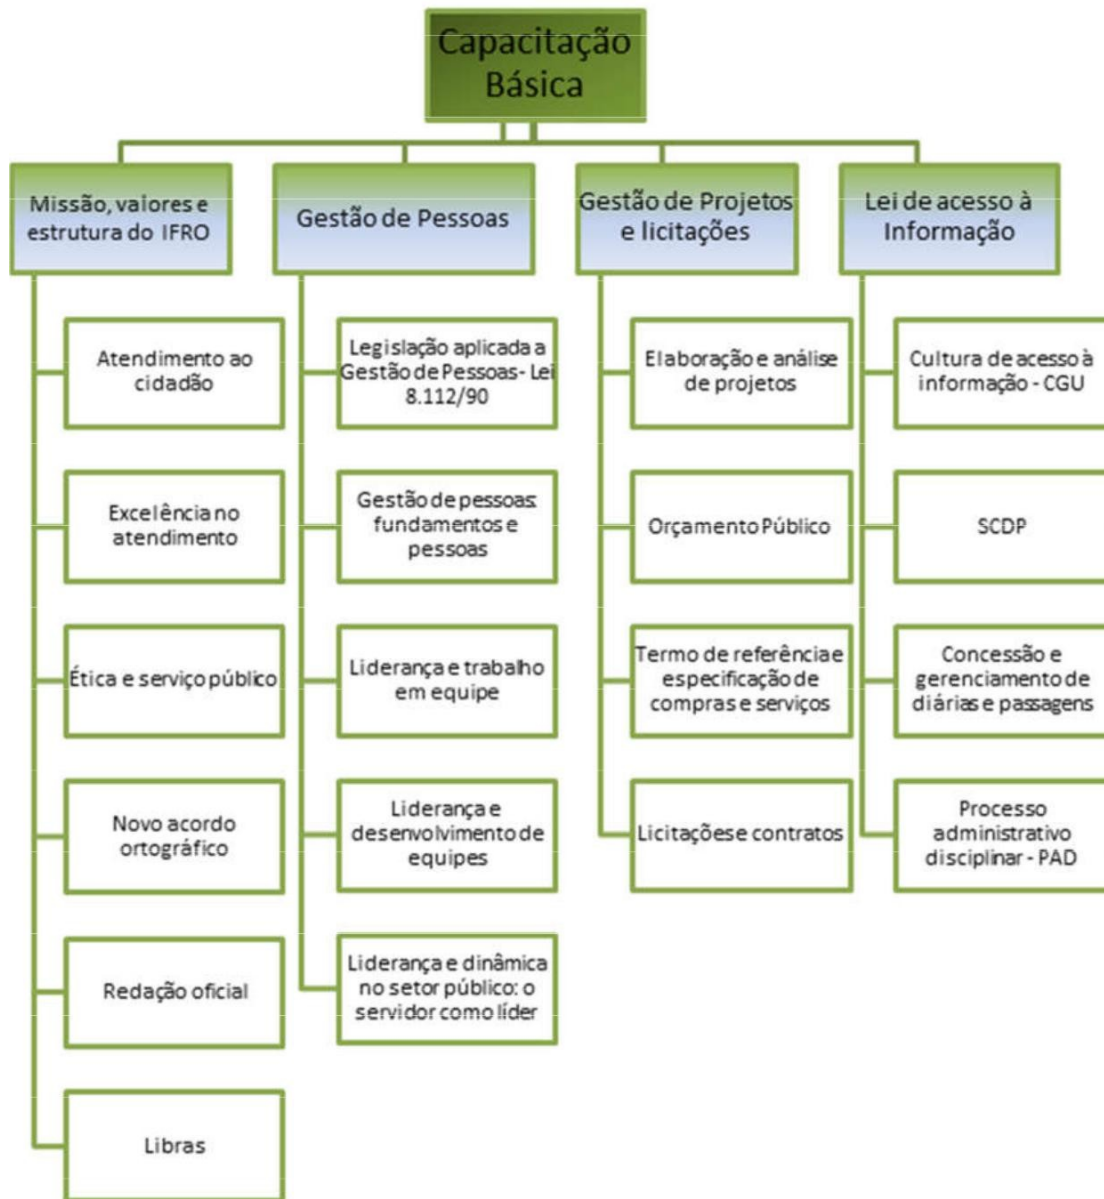 Capacitação
Básica
Missão, valores e
estrutura do IFRO
Gestão de Pessoas
Gestão de Projetos
e licitações
Lei de acesso à
Informação
Atendimento ao
cidadão
Excelência no
atendimento
Ética e serviço público
Novo acordo
ortográfico
Redação oficial
Libras
Legislação aplicada a
Gestão de Pessoas- Lei
8.112/90
Gestão de pessoas:
fundamentos e
pessoas
Liderança e trabalho
em equipe
Liderança e
desenvolvimento de
equipes
Liderança e dinâmica
no setor público: o
servidor como líder
Elaboração e análise
de projetos
Orçamento Público
Termo de referência e
especificação de
compras e serviços
Licitações e contratos
Cultura de acesso à
informação - CGU
SCDP
Concessão e
gerenciamento de
diárias e passagens
Processo
administrativo
disciplinar - PAD